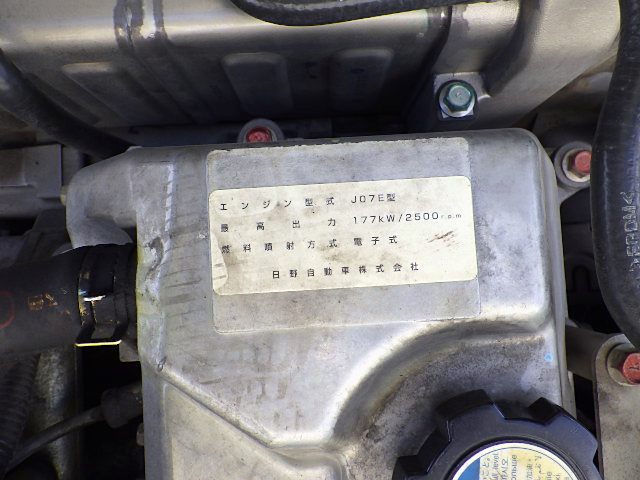 エンジン型式 J07E型
最高出力 177kW/2500r.p.m
燃料噴射方式 電子式
日野自動車株式会社